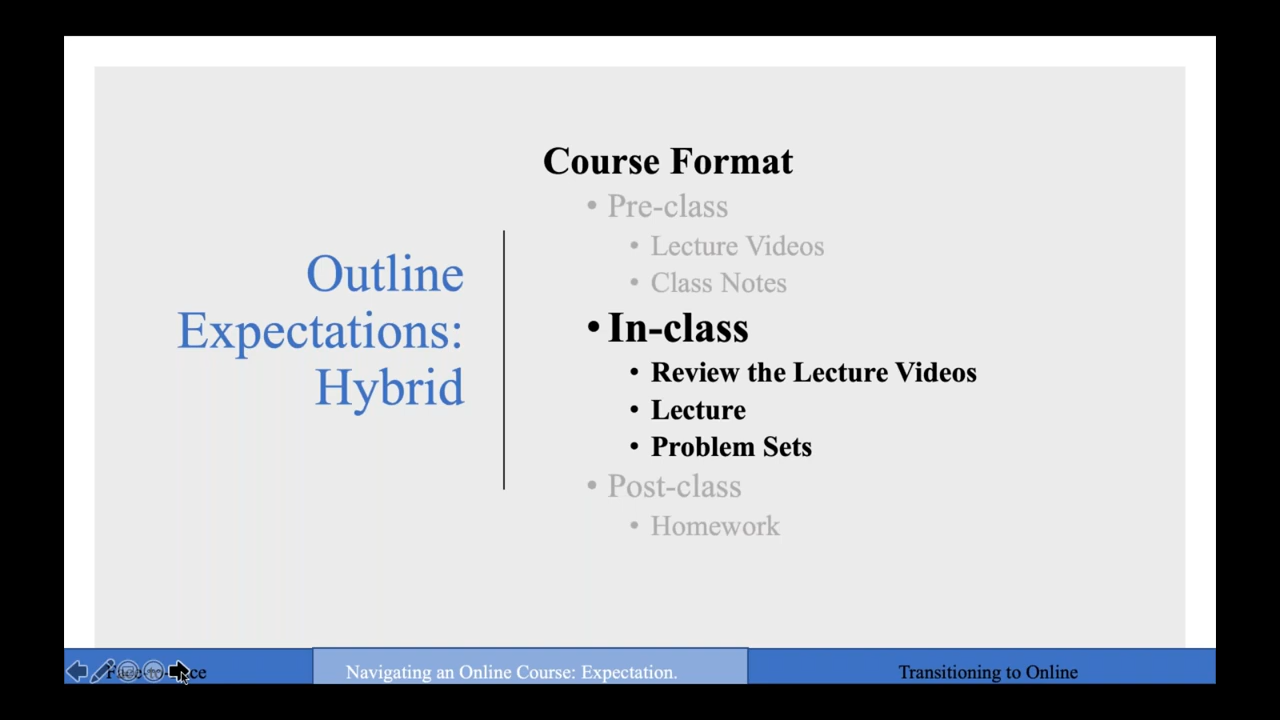 Outline
Expectations:
Hybrid
Course Format
• Pre-class
• Lecture Videos
• Class Notes
• In-class
• Review the Lecture Videos
• Lecture
• Problem Sets
• Post-class
• Homework
Navigating an Online Course: Expectation.
Transitioning to Online